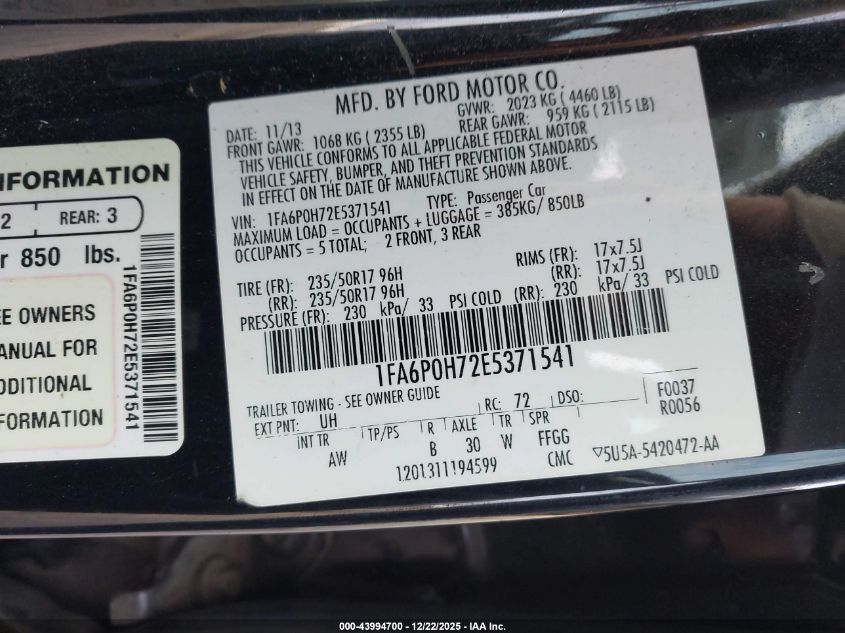 NFORMATION
2 REAR: 3
r 850 lbs.
EE OWNERS
ANUAL FOR
DDITIONAL
FORMATION
1FA6P0H72E5371541
MFD. BY FORD MOTOR CO.
DATE: 11/13 GVWR: 2023 KG ( 4460 LB)
FRONT GAWR: 1068 KG ( 2355 LB) REAR GAWR: 959 KG ( 2115 LB)
THIS VEHICLE CONFORMS TO ALL APPLICABLE FEDERAL MOTOR
VEHICLE SAFETY, BUMPER, AND THEFT PREVENTION STANDARDS
IN EFFECT ON THE DATE OF MANUFACTURE SHOWN ABOVE.
VIN: 1FA6P0H72E5371541 TYPE: Passenger Car
MAXIMUM LOAD = OCCUPANTS + LUGGAGE = 385KG/ 850LB
OCCUPANTS = 5 TOTAL; 2 FRONT, 3 REAR
TIRE (FR): 235/50R17 96H RIMS (FR): 17x7.5J
(RR): 235/50R17 96H (RR): 17x7.5J
PRESSURE (FR): 230 kPa/ 33 PSI COLD (RR): 230 kPa/ 33 PSI COLD
1FA6P0H72E5371541
TRAILER TOWING - SEE OWNER GUIDE
EXT PNT: UH RC: 72 DSO: F0037
R0056
INT TR TP/PS R AXLE TR SPR
AW B 30 W FFGG
1201311194599 CMC ▽5U5A-5420472-AA
000-43994700 - 12/22/2025 - IAA Inc.